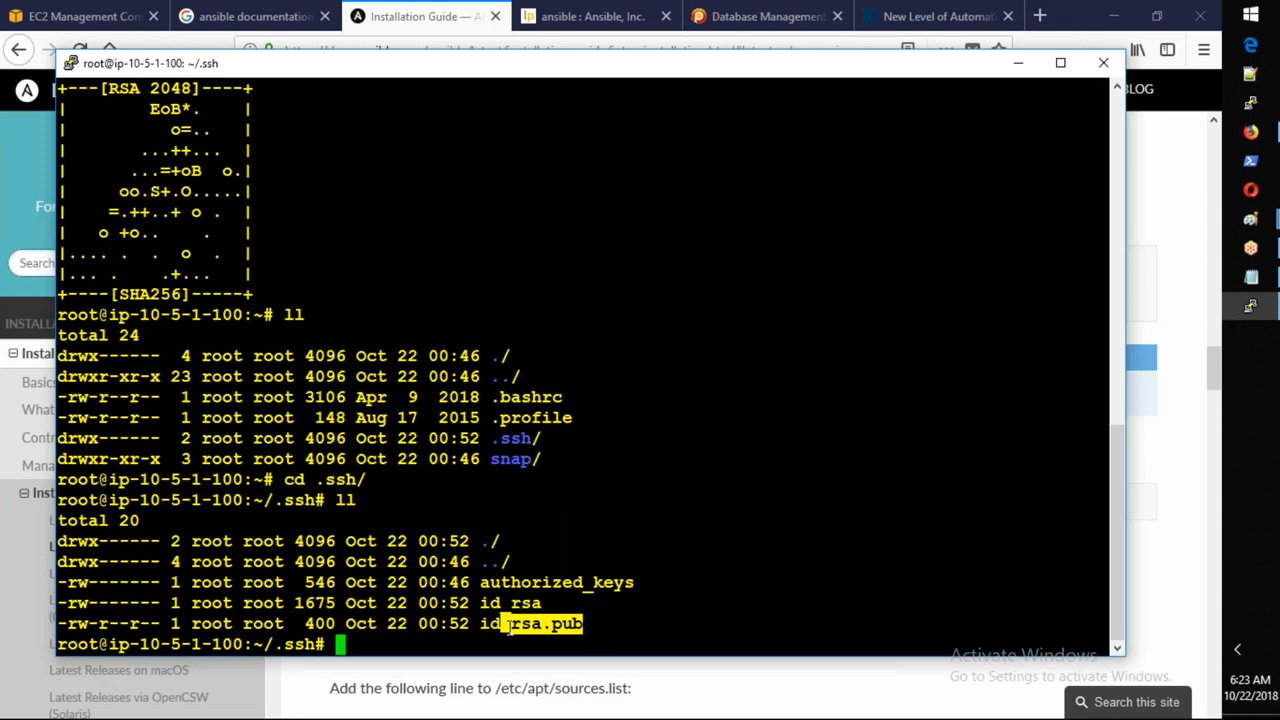 EC2 Management Con
ansible documentation
Installation Guide — A
ansible : Ansible, Inc.
Database Management
New Level of Automati
root@ip-10-5-1-100: ~/.ssh
BLOG
For
Search
INSTALL
Install
Basics
What
Contr
Mana
Inst
+---[RSA 2048]----+
| EoB*. |
| o=.. |
| ...++... |
| ...=+oB o.|
| oo.S+.O.....|
| =.++..+ o . |
| o +o.. . |
|.... . . o . |
|... . .+... |
+----[SHA256]-----+
root@ip-10-5-1-100:~# ll
total 24
drwx------ 4 root root 4096 Oct 22 00:46 ./
drwxr-xr-x 23 root root 4096 Oct 22 00:46 ../
-rw-r--r-- 1 root root 3106 Apr 9 2018 .bashrc
-rw-r--r-- 1 root root 148 Aug 17 2015 .profile
drwx------ 2 root root 4096 Oct 22 00:52 .ssh/
drwxr-xr-x 3 root root 4096 Oct 22 00:46 snap/
root@ip-10-5-1-100:~# cd .ssh/
root@ip-10-5-1-100:~/.ssh# ll
total 20
drwx------ 2 root root 4096 Oct 22 00:52 ./
drwx------ 4 root root 4096 Oct 22 00:46 ../
-rw------- 1 root root 546 Oct 22 00:46 authorized_keys
-rw------- 1 root root 1675 Oct 22 00:52 id_rsa
-rw-r--r-- 1 root root 400 Oct 22 00:52 id_rsa.pub
root@ip-10-5-1-100:~/.ssh#
Latest Releases on macOS
Latest Releases via OpenCSW
(Solaris)
Add the following line to /etc/apt/sources.list:
Activate Windows
Go to Settings to activate Windows.
Search this site
6:23 AM
10/22/2018